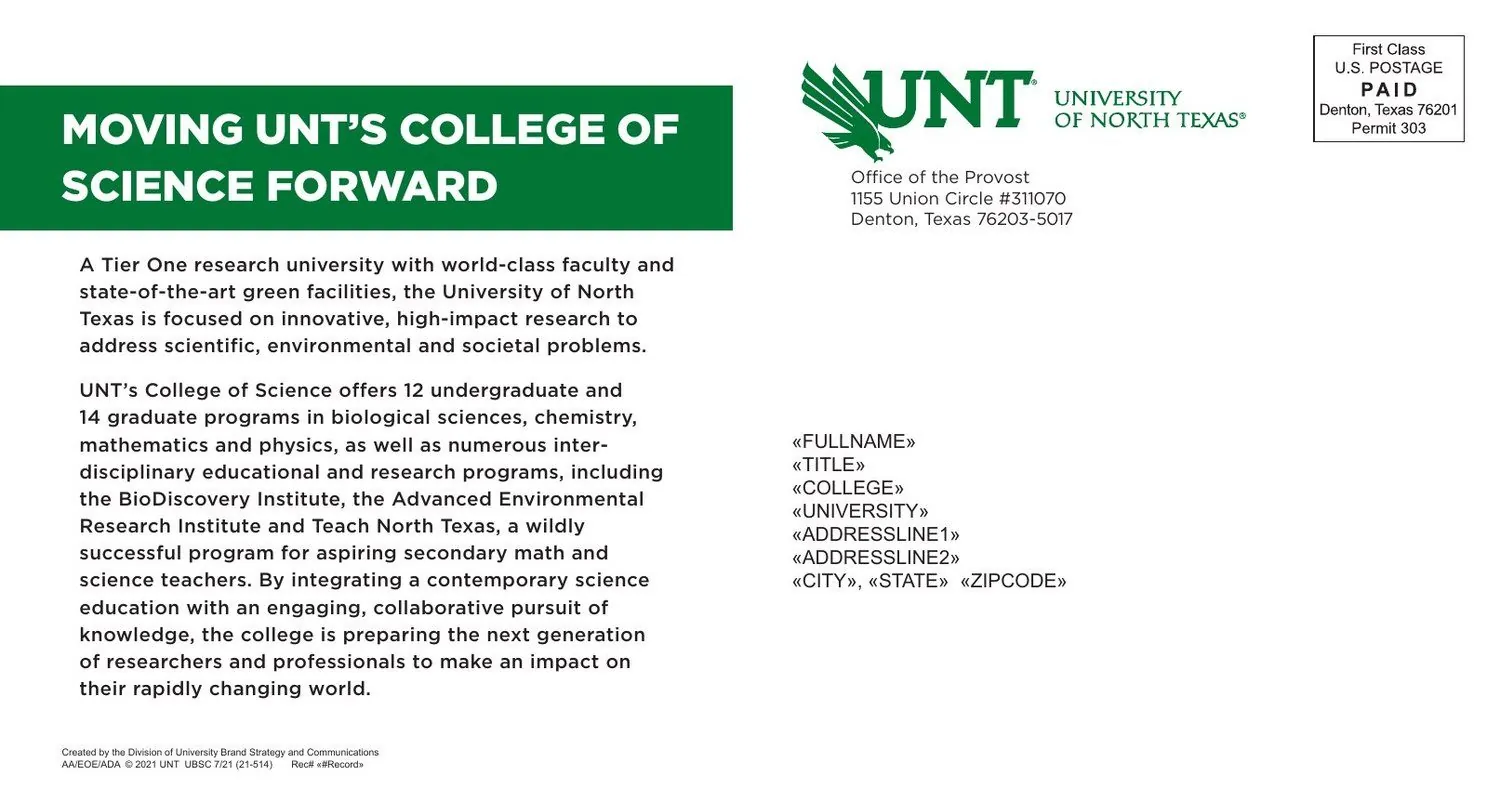 MOVING UNT'S COLLEGE OF
SCIENCE FORWARD
A Tier One research university with world-class faculty and
state-of-the-art green facilities, the University of North
Texas is focused on innovative, high-impact research to
address scientific, environmental and societal problems.
UNT's College of Science offers 12 undergraduate and
14 graduate programs in biological sciences, chemistry,
mathematics and physics, as well as numerous inter-
disciplinary educational and research programs, including
the BioDiscovery Institute, the Advanced Environmental
Research Institute and Teach North Texas, a wildly
successful program for aspiring secondary math and
science teachers. By integrating a contemporary science
education with an engaging, collaborative pursuit of
knowledge, the college is preparing the next generation
of researchers and professionals to make an impact on
their rapidly changing world.
Created by the Division of University Brand Strategy and Communications
AA/EOE/ADA © 2021 UNT UBSC 7/21 (21-514) Rec# «#Record»
UNT®
UNIVERSITY
OF NORTH TEXAS®
Office of the Provost
1155 Union Circle #311070
Denton, Texas 76203-5017
First Class
U.S. POSTAGE
PAID
Denton, Texas 76201
Permit 303
«FULLNAME»
«TITLE»
«COLLEGE»
«UNIVERSITY»
«ADDRESSLINE1»
«ADDRESSLINE2»
«CITY», «STATE» «ZIPCODE»